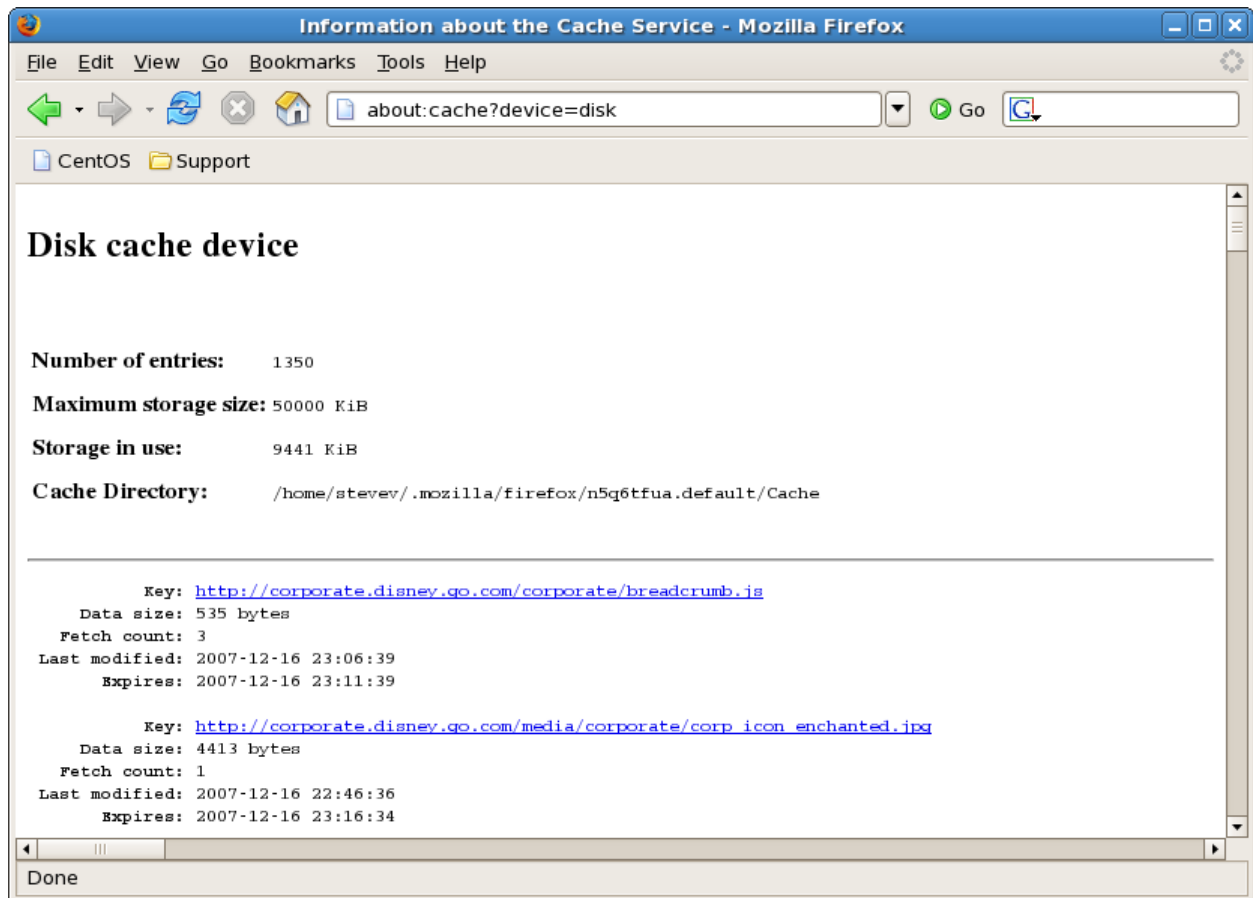 Information about the Cache Service - Mozilla Firefox
File Edit View Go Bookmarks Tools Help
about:cache?device=disk Go G
CentOS Support
Disk cache device
Number of entries: 1350
Maximum storage size: 50000 KiB
Storage in use: 9441 KiB
Cache Directory: /home/stevev/.mozilla/firefox/n5q6tfua.default/Cache
Key: http://corporate.disney.go.com/corporate/breadcrumb.js
Data size: 535 bytes
Fetch count: 3
Last modified: 2007-12-16 23:06:39
Expires: 2007-12-16 23:11:39
Key: http://corporate.disney.go.com/media/corporate/corp_icon_enchanted.jpg
Data size: 4413 bytes
Fetch count: 1
Last modified: 2007-12-16 22:46:36
Expires: 2007-12-16 23:16:34
Done